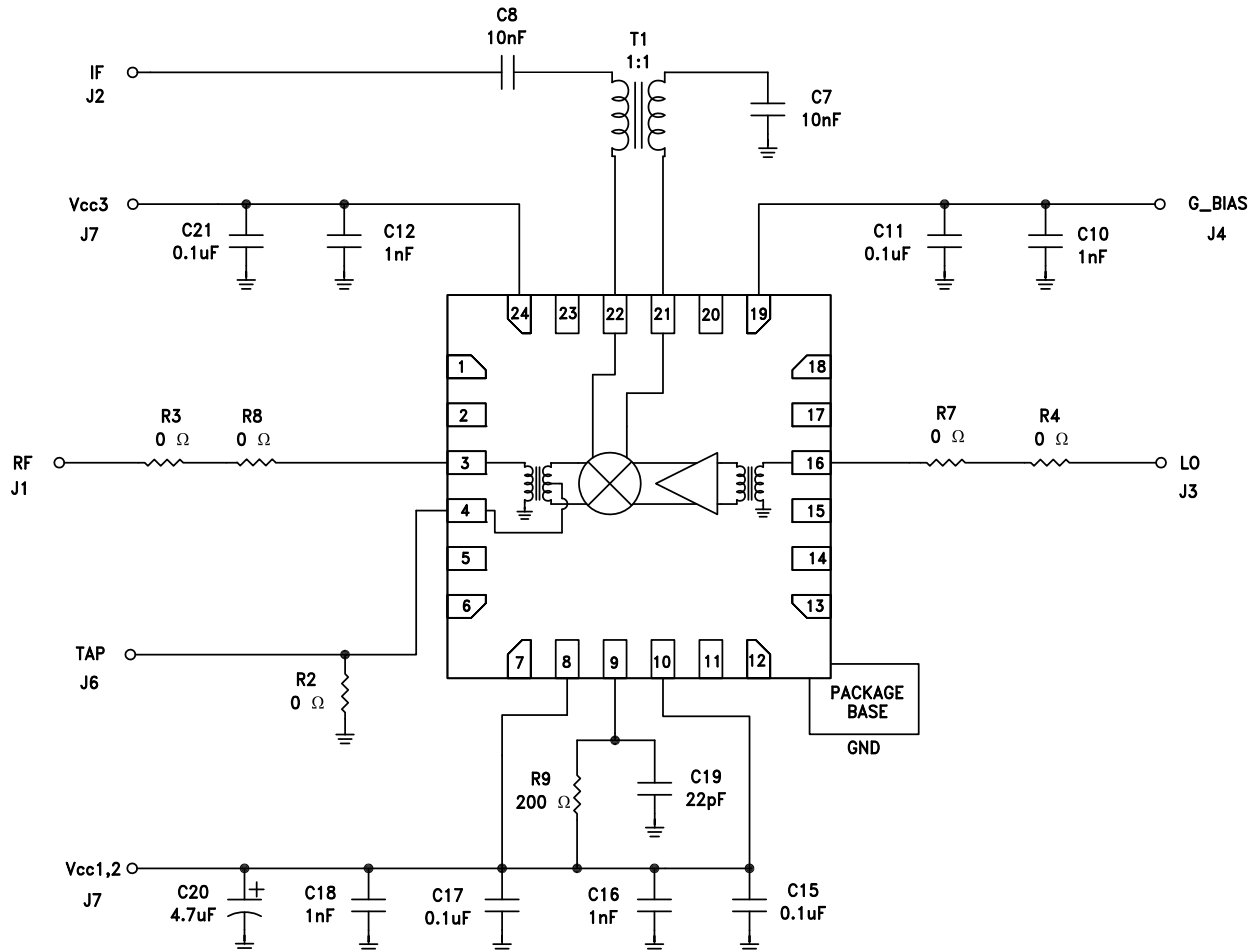 C8
10nF
T1
1:1
IF
J2
C7
10nF
Vcc3
J7
C21
0.1uF
C12
1nF
C11
0.1uF
C10
1nF
G_BIAS
J4
24
23
22
21
20
19
1
18
2
17
R3
0 Ω
R8
0 Ω
R7
0 Ω
R4
0 Ω
RF
J1
3
16
LO
J3
4
15
5
14
6
13
TAP
J6
R2
0 Ω
7
8
9
10
11
12
PACKAGE
BASE
GND
R9
200 Ω
C19
22pF
Vcc1,2
J7
C20
+
4.7uF
C18
1nF
C17
0.1uF
C16
1nF
C15
0.1uF